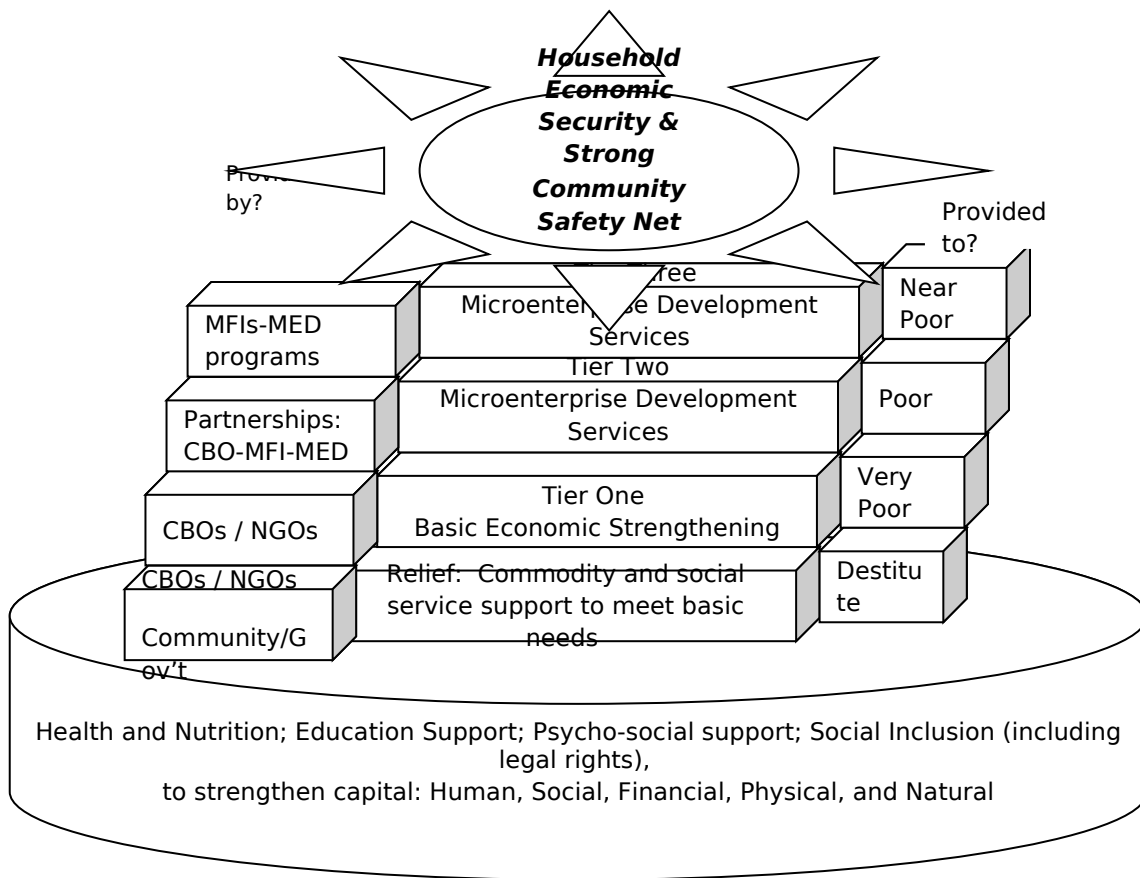 Household
Economic
Security &
Strong
Community
Safety Net
by?
Provided
to?
MFIs-MED
programs
Microenterprise Development
Services
Near
Poor
Partnerships:
CBO-MFI-MED
Tier Two
Microenterprise Development
Services
Poor
CBOs / NGOs
Tier One
Basic Economic Strengthening
Very
Poor
CBOs / NGOs
Community/G
ov’t
Relief:  Commodity and social
service support to meet basic
needs
Destitu
te
Health and Nutrition; Education Support; Psycho-social support; Social Inclusion (including
legal rights),
to strengthen capital: Human, Social, Financial, Physical, and Natural